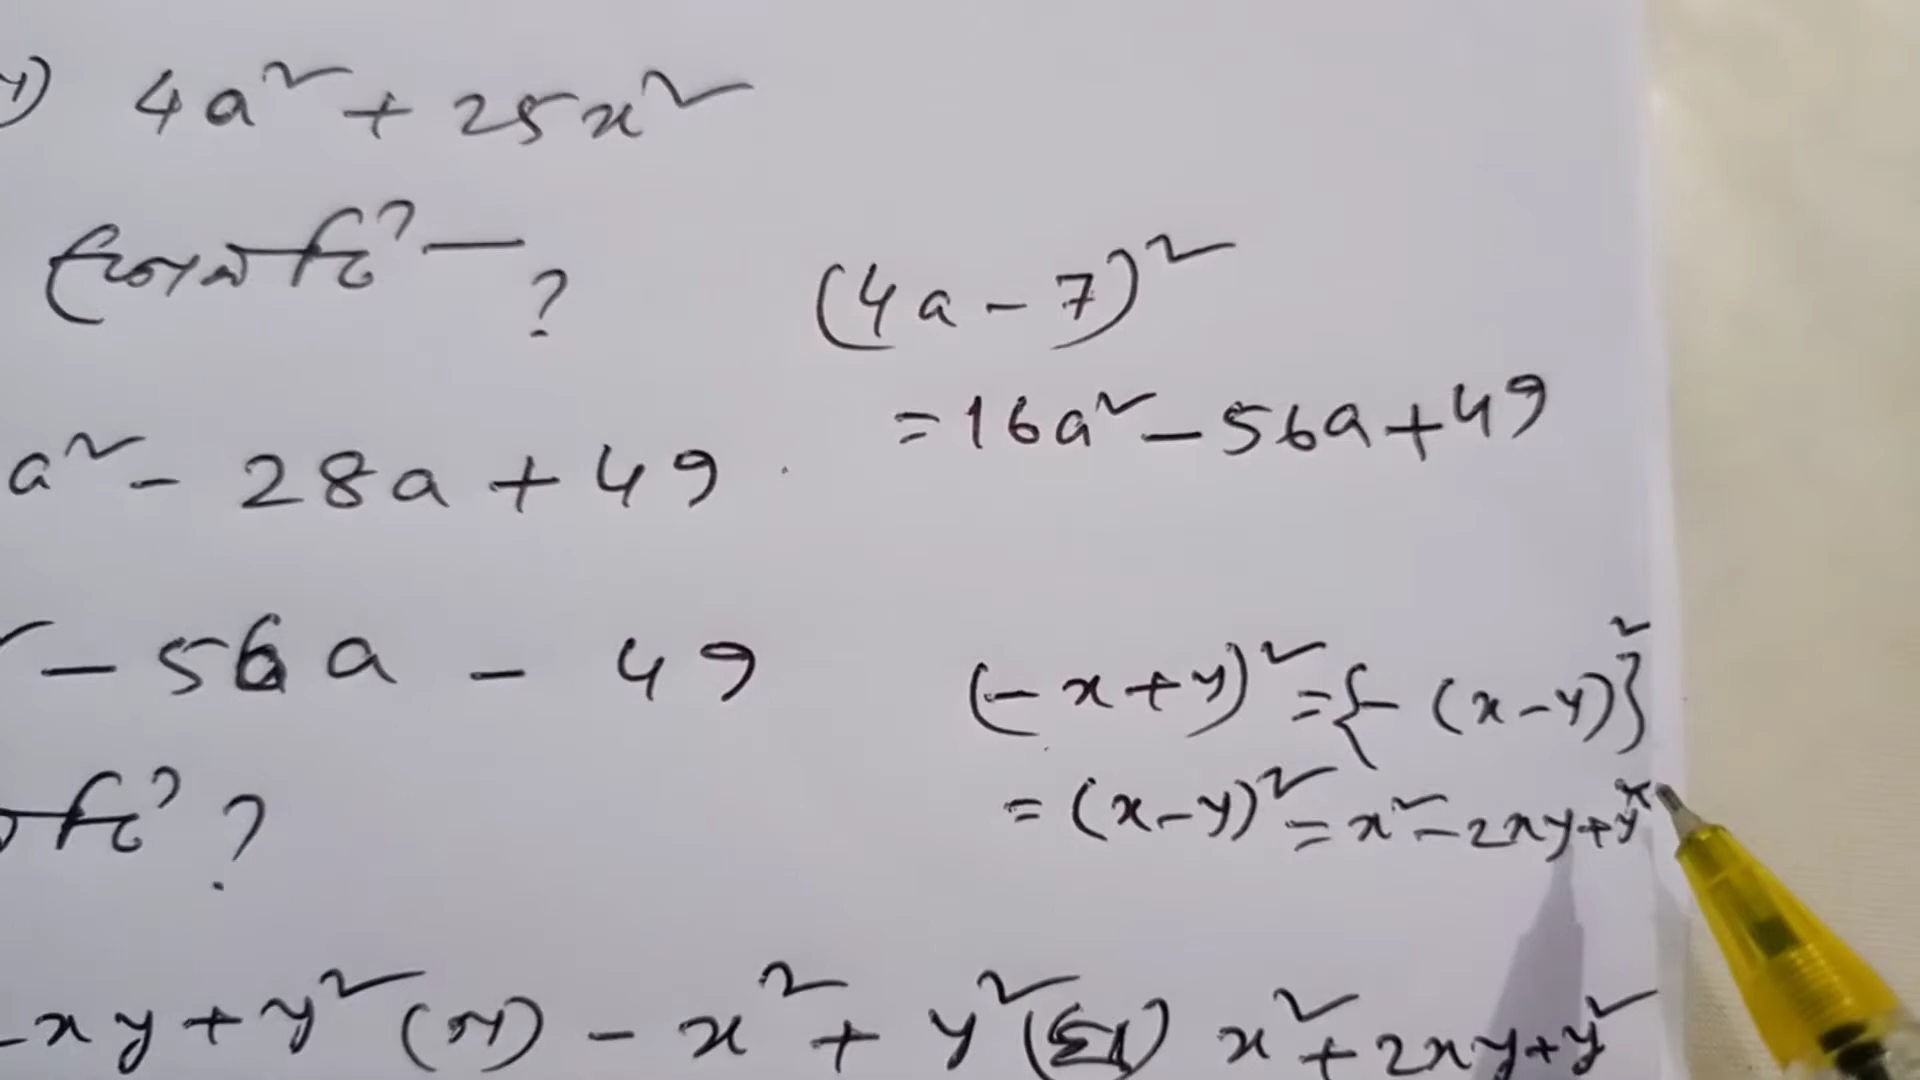 4a² + 25x²
কোনটি ?
(4a - 7)²
= 16a² - 56a + 49
a² - 28a + 49
- 56a - 49
(-x + y)² = {- (x - y)}²
= (x - y)² = x² - 2xy + y²
টি ?
- xy + y² (গ) - x² + y² (ঘ) x² + 2xy + y²